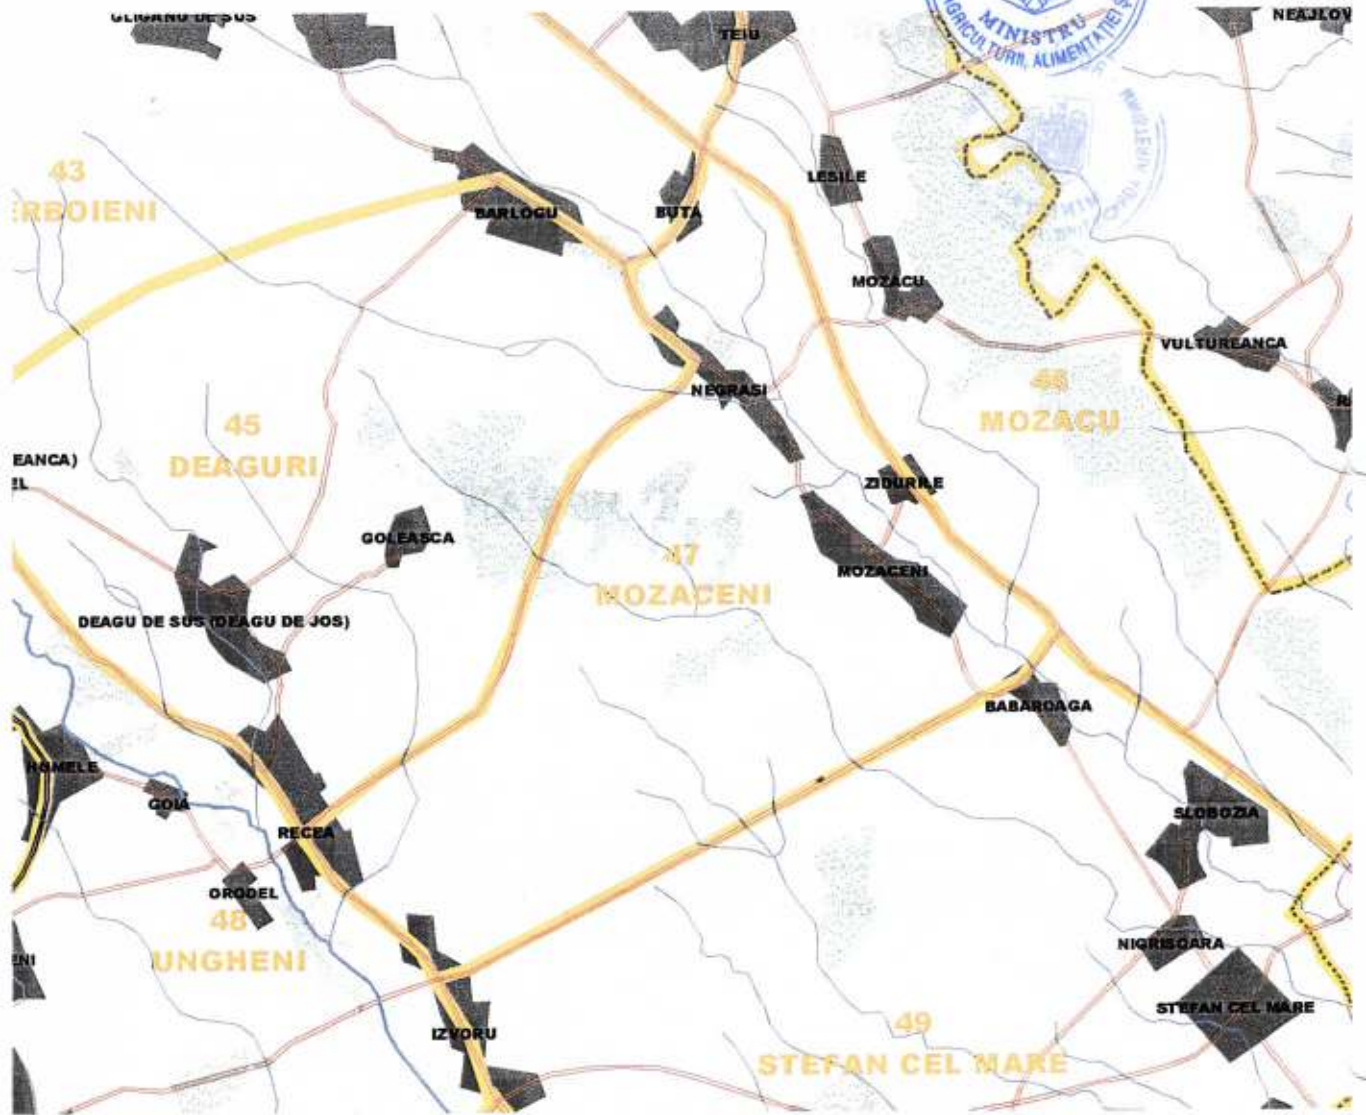 GLIGANU DE SUS
TEIU
MINISTRU
AGRICULTURII, ALIMENTAȚIEI Ș
NEAJLOV
43
ERBOIENI
BARLOGU
BUTA
LESILE
MOZACU
VULTUREANCA
NEGRASI
46
MOZACU
45
DEAGURI
EANCA)
EL
ZIDURILE
GOLEASCA
47
MOZACENI
MOZACENI
DEAGU DE SUS (DEAGU DE JOS)
BABAROAGA
HUMELE
GOIA
RECEA
SLOBOZIA
ORODEL
48
UNGHENI
ENI
NIGRISOARA
STEFAN CEL MARE
IZVORU
49
STEFAN CEL MARE